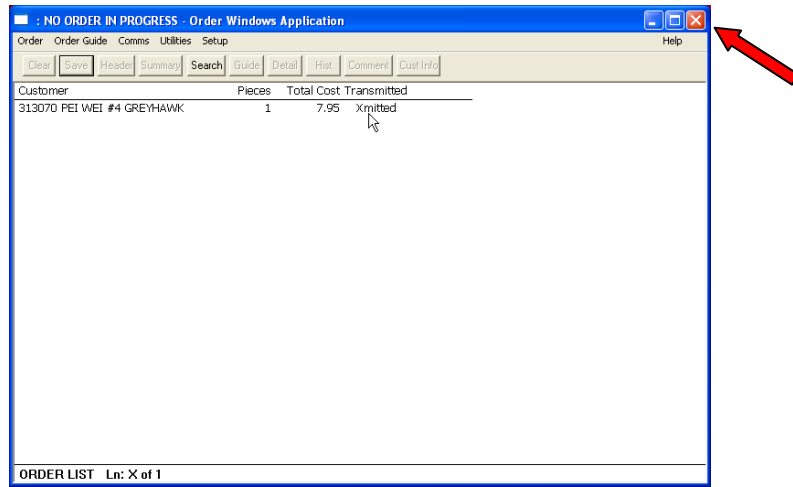 : NO ORDER IN PROGRESS - Order Windows Application
Order Order Guide Comms Utilities Setup Help
Clear Save Header Summary Search Guide Detail Hist Comment Cust Info
Customer Pieces Total Cost Transmitted
313070 PEI WEI #4 GREYHAWK 1 7.95 Xmitted
ORDER LIST Ln: X of 1